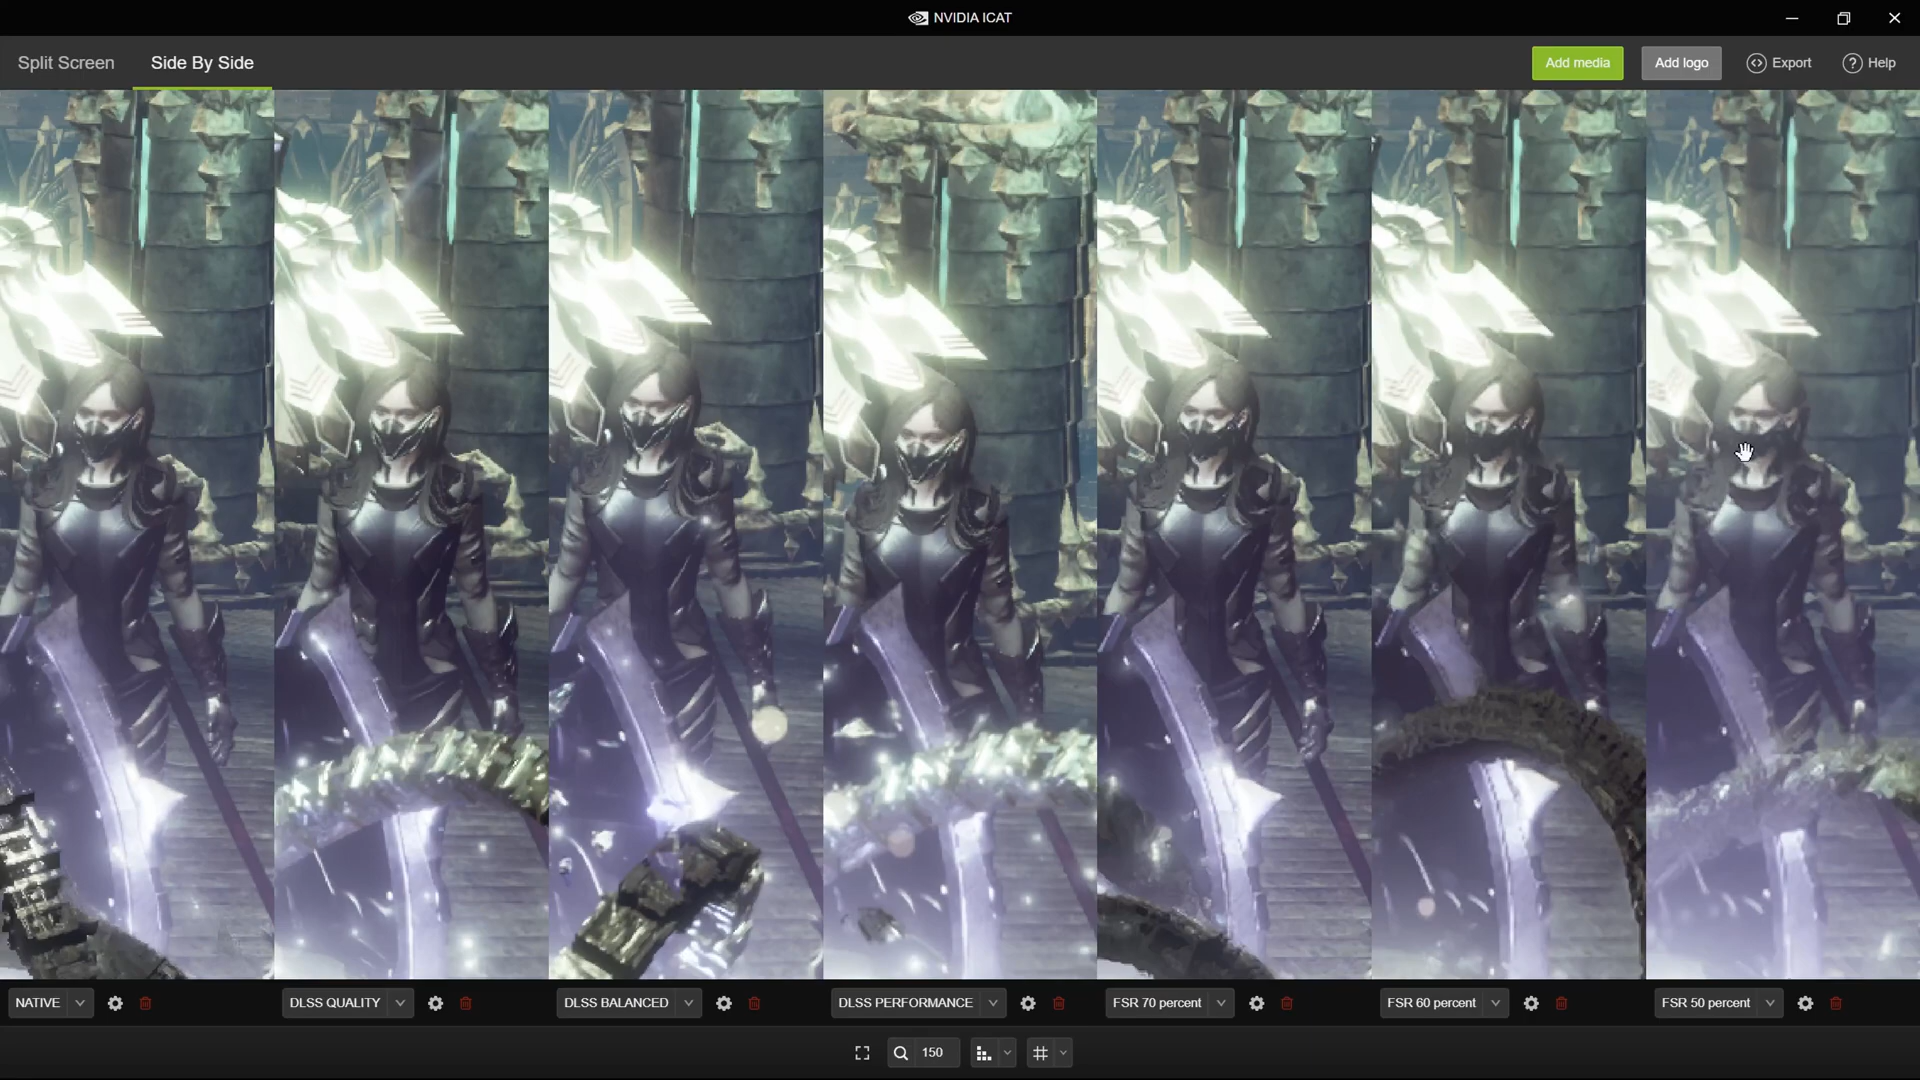 NVIDIA ICAT
Split Screen
Side By Side
Add media
Add logo
Export
Help
NATIVE
DLSS QUALITY
DLSS BALANCED
DLSS PERFORMANCE
FSR 70 percent
FSR 60 percent
FSR 50 percent
150